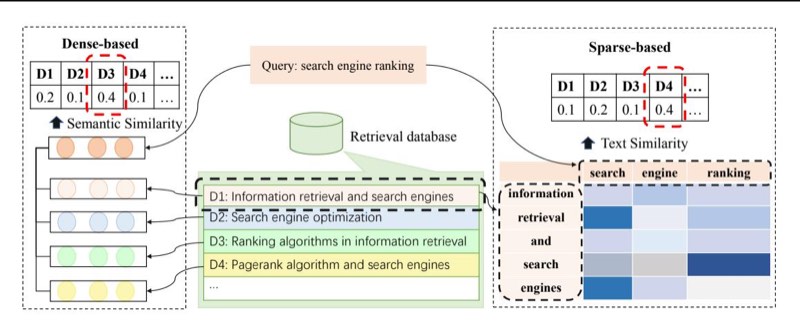 Dense-based
D1 D2 D3 D4 ...
0.2 0.1 0.4 0.1 ...
Semantic Similarity
Query: search engine ranking
Retrieval database
D1: Information retrieval and search engines
D2: Search engine optimization
D3: Ranking algorithms in information retrieval
D4: Pagerank algorithm and search engines
...
Sparse-based
D1 D2 D3 D4 ...
0.1 0.2 0.1 0.4 ...
Text Similarity
search engine ranking
information
retrieval
and
search
engines